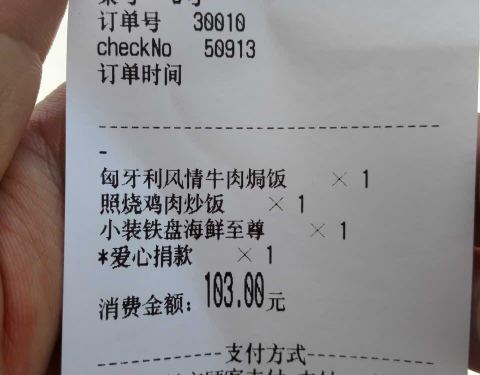 订单号 30010
checkNo 50913
订单时间
-
匈牙利风情牛肉焗饭 × 1
照烧鸡肉炒饭 × 1
小装铁盘海鲜至尊 × 1
*爱心捐款 × 1
消费金额：103.00元
----------支付方式----------